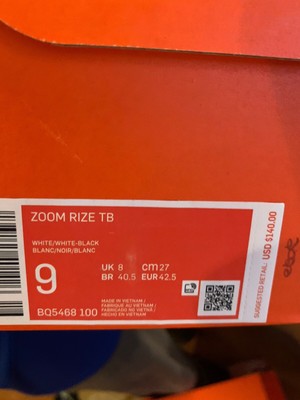 ZOOM RIZE TB
WHITE/WHITE-BLACK
BLANC/NOIR/BLANC
9
UK 8 CM 27
BR 40.5 EUR 42.5
BQ5468 100
MADE IN VIETNAM /
FABRIQUÉ AU VIETNAM /
FABRICADO DO VIETNÃ /
HECHO EN VIETNAM
SUGGESTED RETAIL: USD $140.00